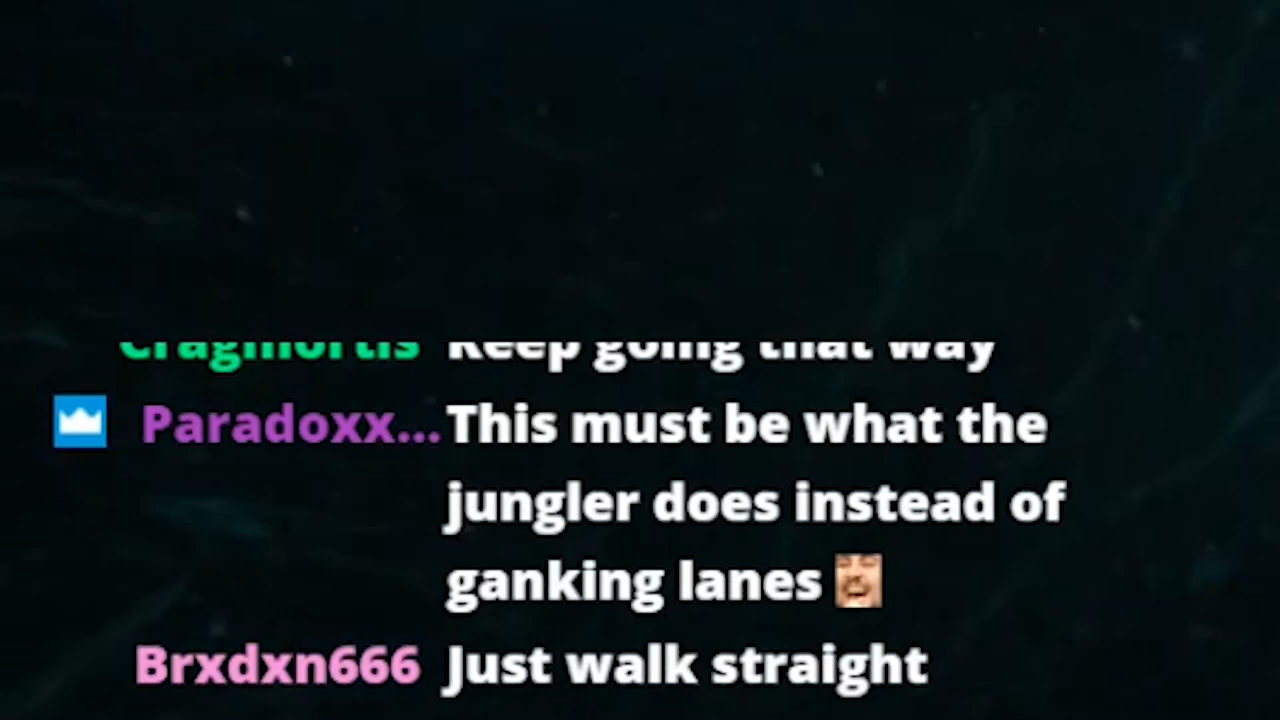 cragmortis Keep going that way
Paradoxx... This must be what the
jungler does instead of
ganking lanes
Brxdxn666 Just walk straight